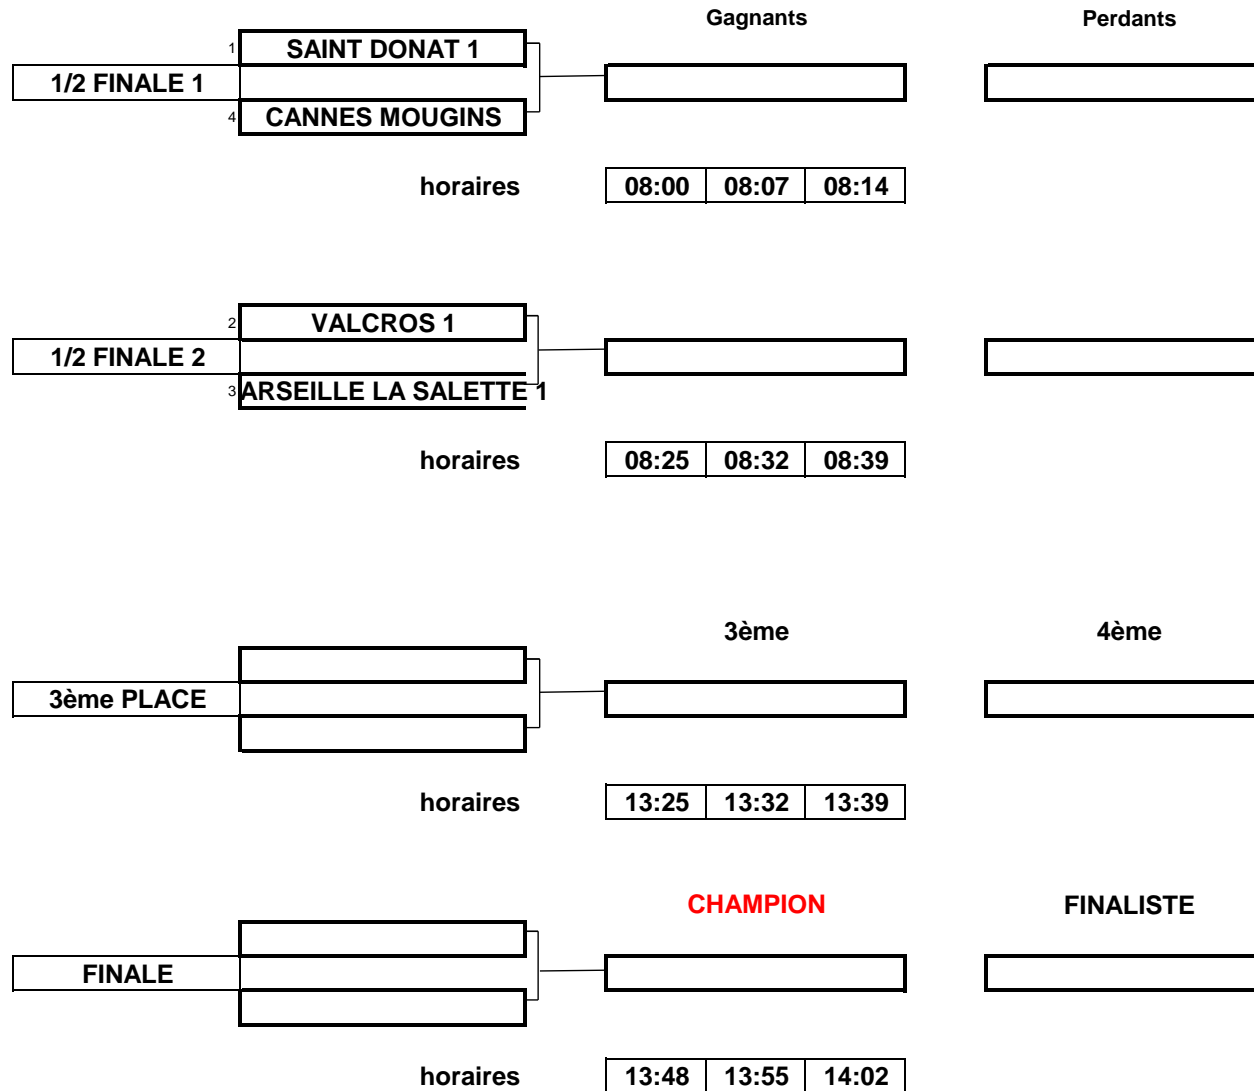 Gagnants Perdants
1 SAINT DONAT 1
1/2 FINALE 1
4 CANNES MOUGINS
horaires 08:00 08:07 08:14
2 VALCROS 1
1/2 FINALE 2
3 ARSEILLE LA SALETTE 1
horaires 08:25 08:32 08:39
3ème 4ème
3ème PLACE
horaires 13:25 13:32 13:39
CHAMPION FINALISTE
FINALE
horaires 13:48 13:55 14:02